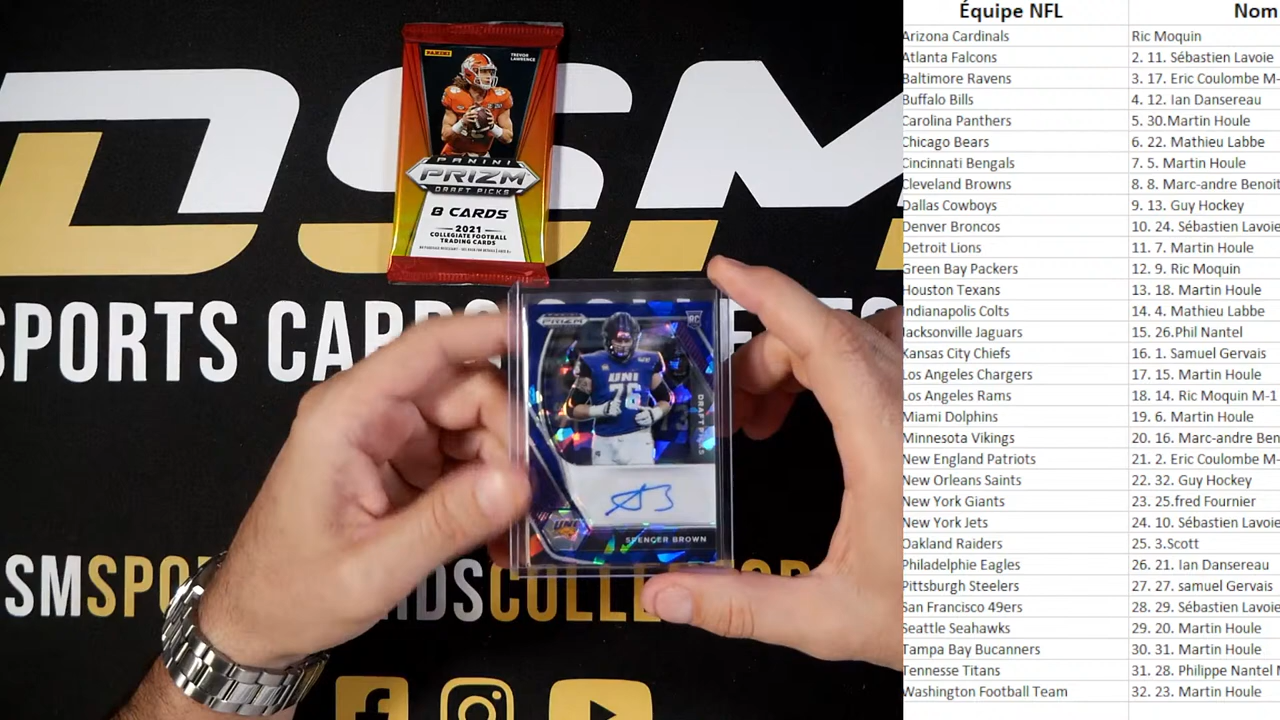 DSM
SPORTS CARDS COLLE
SMSPO RDSCOLLE
PANINI
TREVOR
LAWRENCE
PANINI
PRIZM
DRAFT PICKS
8 CARDS
2021
COLLEGIATE FOOTBALL
TRADING CARDS
PRIZM
RC
UNI
76
DRAFT PICKS
UNI
SPENCER BROWN
Équipe NFL Nom
Arizona Cardinals Ric Moquin
Atlanta Falcons 2. 11. Sébastien Lavoie
Baltimore Ravens 3. 17. Eric Coulombe M-
Buffalo Bills 4. 12. Ian Dansereau
Carolina Panthers 5. 30.Martin Houle
Chicago Bears 6. 22. Mathieu Labbe
Cincinnati Bengals 7. 5. Martin Houle
Cleveland Browns 8. 8. Marc-andre Benoit
Dallas Cowboys 9. 13. Guy Hockey
Denver Broncos 10. 24. Sébastien Lavoie
Detroit Lions 11. 7. Martin Houle
Green Bay Packers 12. 9. Ric Moquin
Houston Texans 13. 18. Martin Houle
Indianapolis Colts 14. 4. Mathieu Labbe
Jacksonville Jaguars 15. 26.Phil Nantel
Kansas City Chiefs 16. 1. Samuel Gervais
Los Angeles Chargers 17. 15. Martin Houle
Los Angeles Rams 18. 14. Ric Moquin M-1
Miami Dolphins 19. 6. Martin Houle
Minnesota Vikings 20. 16. Marc-andre Ben
New England Patriots 21. 2. Eric Coulombe M-
New Orleans Saints 22. 32. Guy Hockey
New York Giants 23. 25.fred Fournier
New York Jets 24. 10. Sébastien Lavoie
Oakland Raiders 25. 3.Scott
Philadelphie Eagles 26. 21. Ian Dansereau
Pittsburgh Steelers 27. 27. samuel Gervais
San Francisco 49ers 28. 29. Sébastien Lavoie
Seattle Seahawks 29. 20. Martin Houle
Tampa Bay Bucanners 30. 31. Martin Houle
Tennesse Titans 31. 28. Philippe Nantel M
Washington Football Team 32. 23. Martin Houle